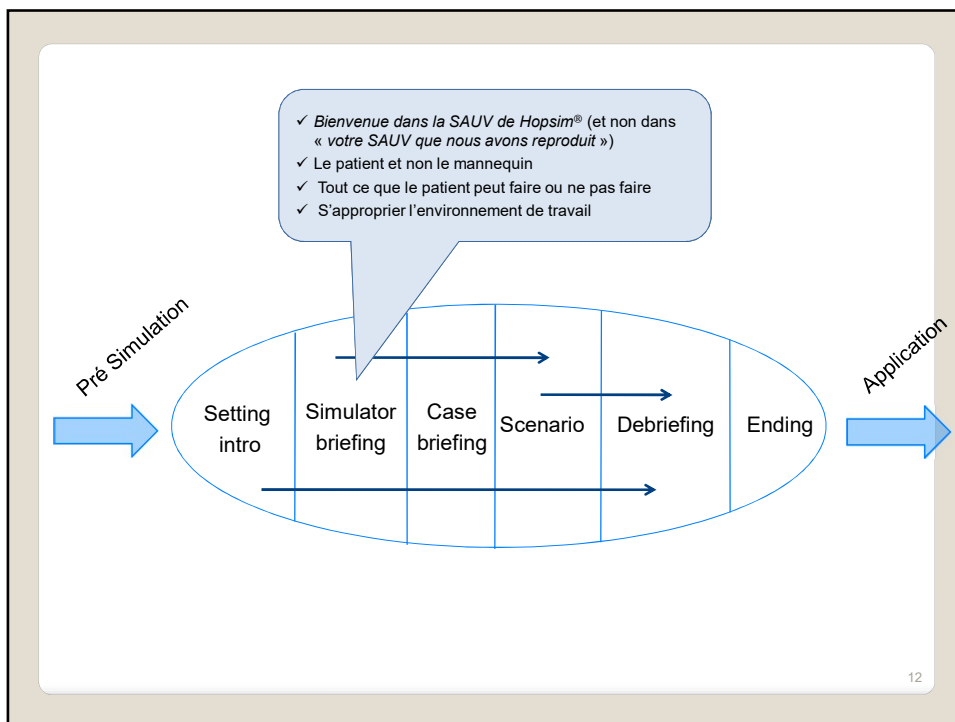 ✓ Bienvenue dans la SAUV de Hopsim® (et non dans
« votre SAUV que nous avons reproduit »)
✓ Le patient et non le mannequin
✓ Tout ce que le patient peut faire ou ne pas faire
✓ S’approprier l’environnement de travail
Pré Simulation
Setting
intro
Simulator
briefing
Case
briefing
Scenario
Debriefing
Ending
Application
12